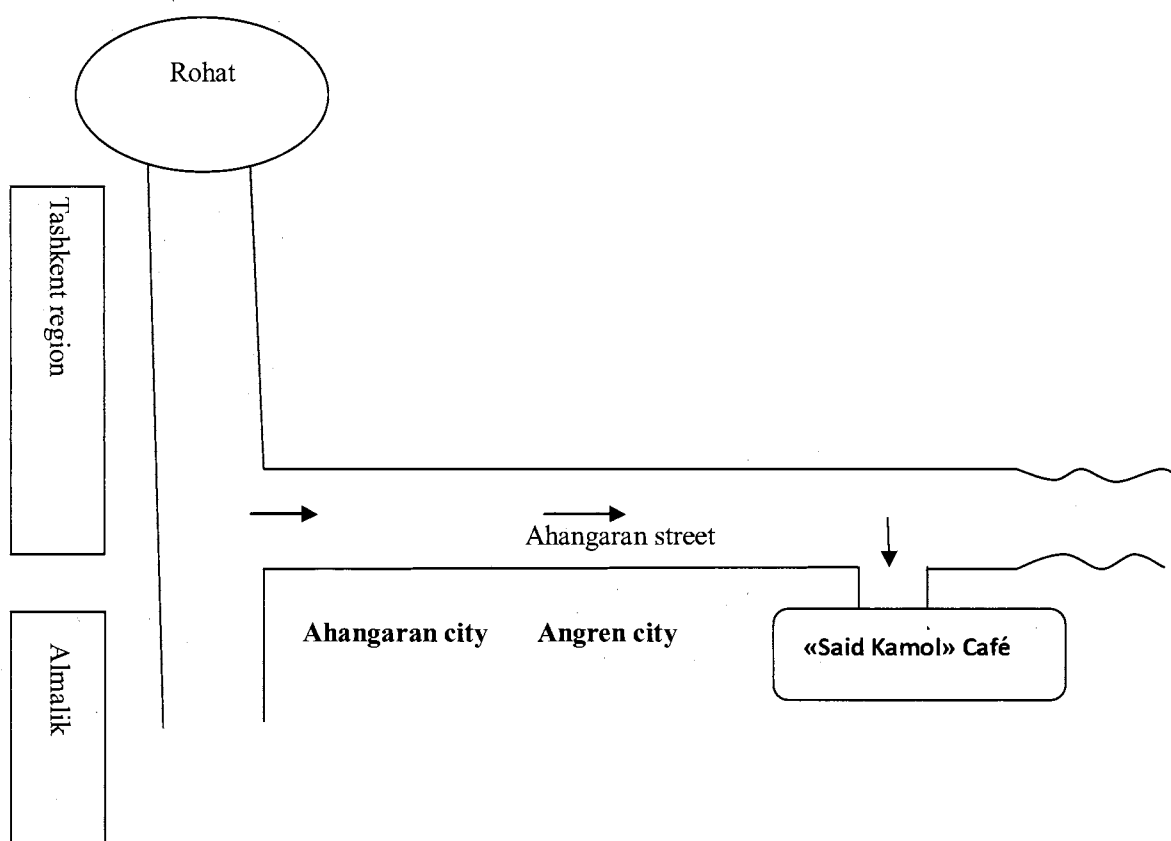 Rohat
Tashkent region
Ahangaran street
Ahangaran city
Angren city
«Said Kamol» Café
Almalik